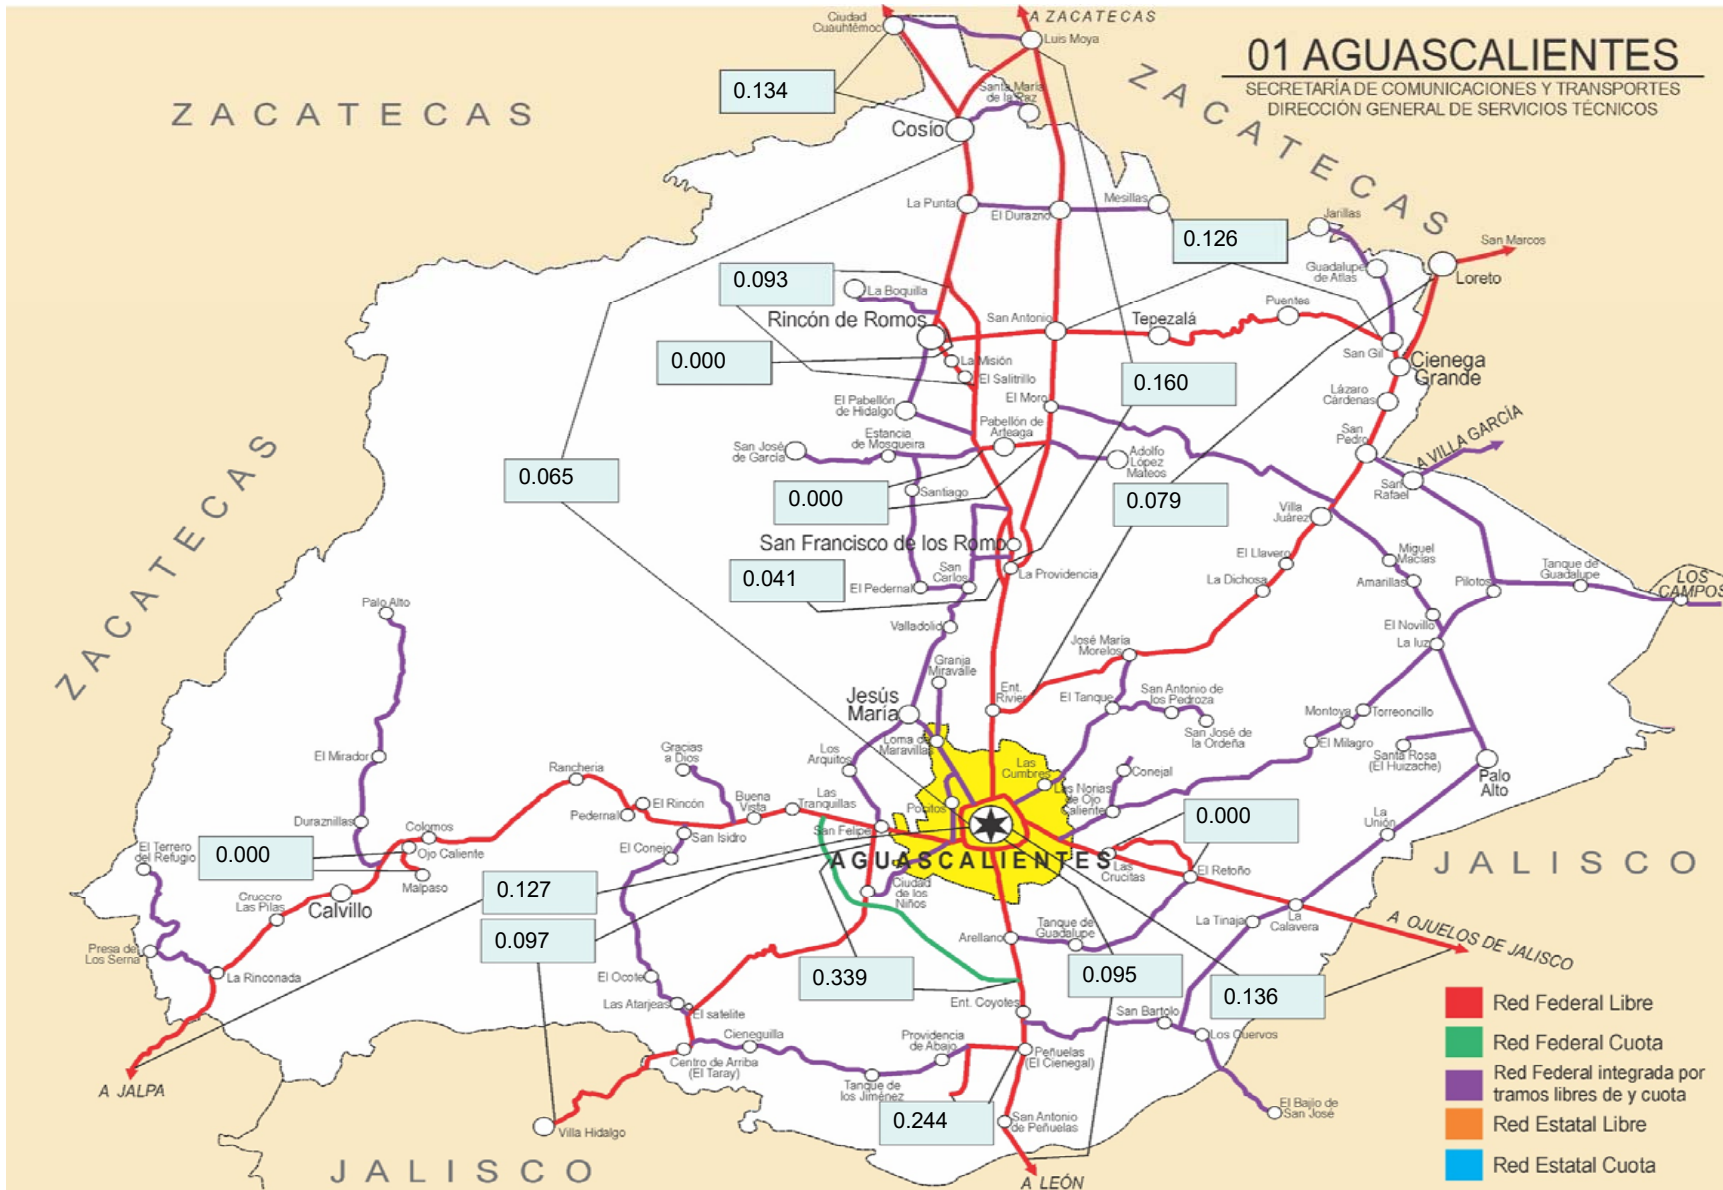 01 AGUASCALIENTES
SECRETARÍA DE COMUNICACIONES Y TRANSPORTES
DIRECCIÓN GENERAL DE SERVICIOS TÉCNICOS
Ciudad
Cuauhtémoc
A ZACATECAS
Luis Moya
ZACATECAS
ZACATECAS
ZACATECAS
0.134
Santa María
de la Paz
Cosío
La Punta
El Durazno
Mesillas
0.126
Jarillas
San Marcos
Guadalupe
de Atlas
Loreto
0.093
La Boquilla
Rincón de Romos
San Antonio
Tepezalá
Puentes
San Gil
Cienega
Grande
0.000
La Misión
El Salitrillo
0.160
Lázaro
Cárdenas
El Pabellón
de Hidalgo
El Moro
Pabellón de
Arteaga
San
Pedro
A VILLA GARCÍA
San José
de García
Estancia
de Mosqueira
Adolfo
López
Mateos
San
Rafael
0.065
0.000
Santiago
0.079
Villa
Juárez
San Francisco de los Romo
El Llavero
Miguel
Macías
0.041
El Pedernal
San
Carlos
La Providencia
La Dichosa
Amarillas
Pilotos
Tanque de
Guadalupe
LOS
CAMPOS
Palo Alto
Valladolid
El Novillo
La luz
José María
Morelos
Granja
Miravalle
Jesús
María
Ent.
Rivier
El Tanque
San Antonio de
los Pedroza
San José de
la Ordeña
Montoya
Torreoncillo
El Milagro
Santa Rosa
(El Huizache)
Palo
Alto
Loma de
Maravillas
El Mirador
Gracias
a Dios
Los
Arquitos
Las
Cumbres
Conejal
Los Norias
de Ojo
Caliente
Rancheria
El Rincón
Pedernal
Buena
Vista
Las
Tranquillas
Pocitos
San Felipe
0.000
La
Unión
Duraznillas
Colomos
Ojo Caliente
San Isidro
El Conejo
AGUASCALIENTES
Las
Crucitas
El Retoño
JALISCO
El Terrero
del Refugio
0.000
Malpaso
Crucero
Las Pilas
Calvillo
0.127
Ciudad
de los
Niños
0.097
Arellano
Tanque de
Guadalupe
La Tinaja
La
Calavera
A OJUELOS DE JALISCO
Presa de
Los Serna
La Rinconada
El Ocote
0.339
0.095
0.136
Las Atarjeas
El satelite
Ent. Coyotes
San Bartolo
Los Cuervos
Cieneguilla
Centro de Arriba
(El Taray)
Providencia
de Abajo
Peñuelas
(El Cienegal)
Tanque de
los Jiménez
0.244
San Antonio
de Peñuelas
El Bajio de
San José
A JALPA
Villa Hidalgo
JALISCO
A LEÓN
Red Federal Libre
Red Federal Cuota
Red Federal integrada por
tramos libres de y cuota
Red Estatal Libre
Red Estatal Cuota